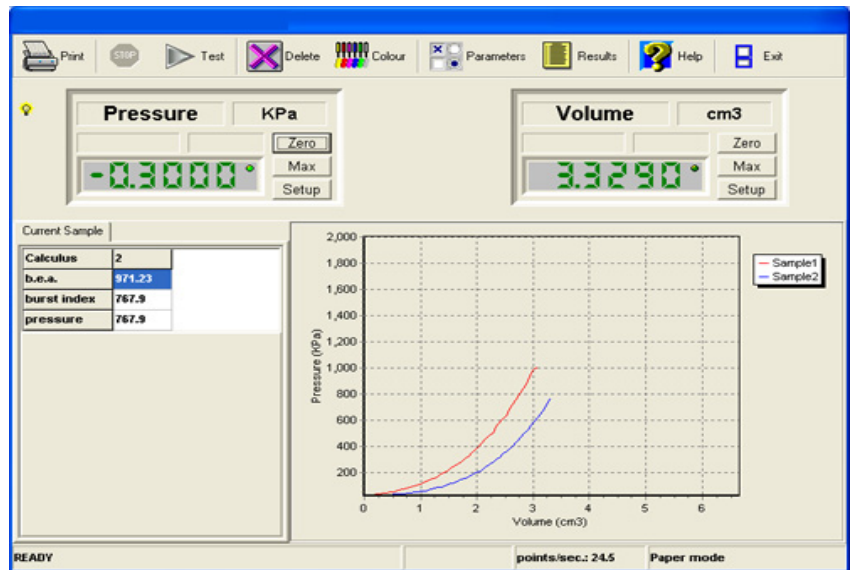 Print STOP Test Delete Colour Parameters Results Help Exit
Pressure KPa
Zero
-0.3000 Max
Setup
Volume cm3
Zero
3.3290 Max
Setup
Current Sample
Calculus 2
b.e.a. 971.23
burst index 767.9
pressure 767.9
2,000
1,800
1,600
1,400
1,200
1,000
800
600
400
200
Pressure (KPa)
0 1 2 3 4 5 6
Volume (cm3)
Sample1
Sample2
READY points/sec.: 24.5 Paper mode